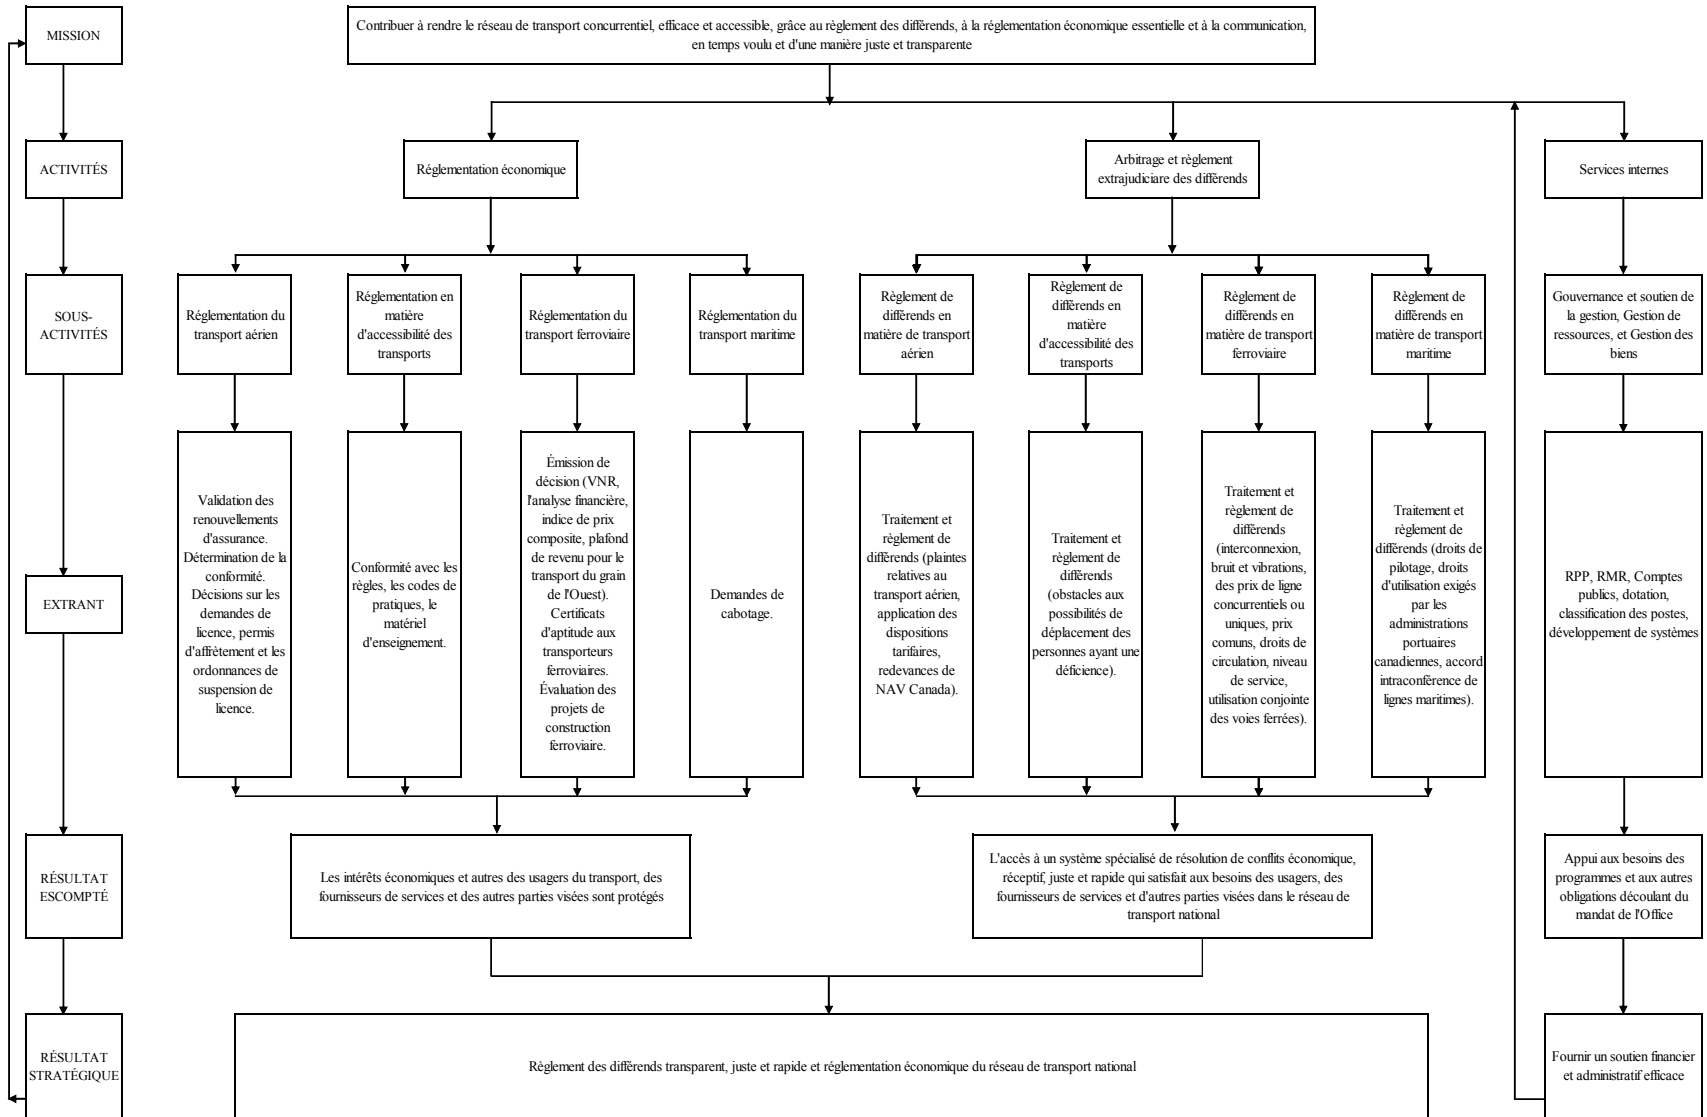 MISSION
Contribuer à rendre le réseau de transport concurrentiel, efficace et accessible, grâce au règlement des différends, à la réglementation économique essentielle et à la communication,
en temps voulu et d'une manière juste et transparente
ACTIVITÉS
Réglementation économique
Arbitrage et règlement
extrajudiciare des différends
Services internes
SOUS-
ACTIVITÉS
Réglementation du
transport aérien
Réglementation en
matière
d'accessibilité des
transports
Réglementation du
transport ferroviaire
Réglementation du
transport maritime
Règlement de
différends en
matière de transport
aérien
Règlement de
différends en
matière
d'accessibilité des
transports
Règlement de
différends en
matière de transport
ferroviaire
Règlement de
différends en
matière de transport
maritime
Gouvernance et soutien de
la gestion, Gestion de
ressources, et Gestion des
biens
EXTRANT
Validation des
renouvellements
d'assurance.
Détermination de la
conformité.
Décisions sur les
demandes de
licence, permis
d'affrètement et les
ordonnances de
suspension de
licence.
Conformité avec les
règles, les codes de
pratiques, le
matériel
d'enseignement.
Émission de
décision (VNR,
l'analyse financière,
indice de prix
composite, plafond
de revenu pour le
transport du grain
de l'Ouest).
Certificats
d'aptitude aux
transporteurs
ferroviaires.
Évaluation des
projets de
construction
ferroviaire.
Demandes de
cabotage.
Traitement et
règlement de
différends (plaintes
relatives au
transport aérien,
application des
dispositions
tarifaires,
redevances de
NAV Canada).
Traitement et
règlement de
différends
(obstacles aux
possibilités de
déplacement des
personnes ayant une
déficience).
Traitement et
règlement de
différends
(interconnexion,
bruit et vibrations,
des prix de ligne
concurrentiels ou
uniques, prix
comuns, droits de
circulation, niveau
de service,
utilisation conjointe
des voies ferrées).
Traitement et
règlement de
différends (droits de
pilotage, droits
d'utilisation exigés
par les
administrations
portuaires
canadiennes, accord
intraconférence de
lignes maritimes).
RPP, RMR, Comptes
publics, dotation,
classification des postes,
développement de systèmes
RÉSULTAT
ESCOMPTÉ
Les intérêts économiques et autres des usagers du transport, des
fournisseurs de services et des autres parties visées sont protégés
L'accès à un système spécialisé de résolution de conflits économique,
réceptif, juste et rapide qui satisfait aux besoins des usagers, des
fournisseurs de services et d'autres parties visées dans le réseau de
transport national
Appui aux besoins des
programmes et aux autres
obligations découlant du
mandat de l'Office
RÉSULTAT
STRATÉGIQUE
Règlement des différends transparent, juste et rapide et réglementation économique du réseau de transport national
Fournir un soutien financier
et administratif efficace